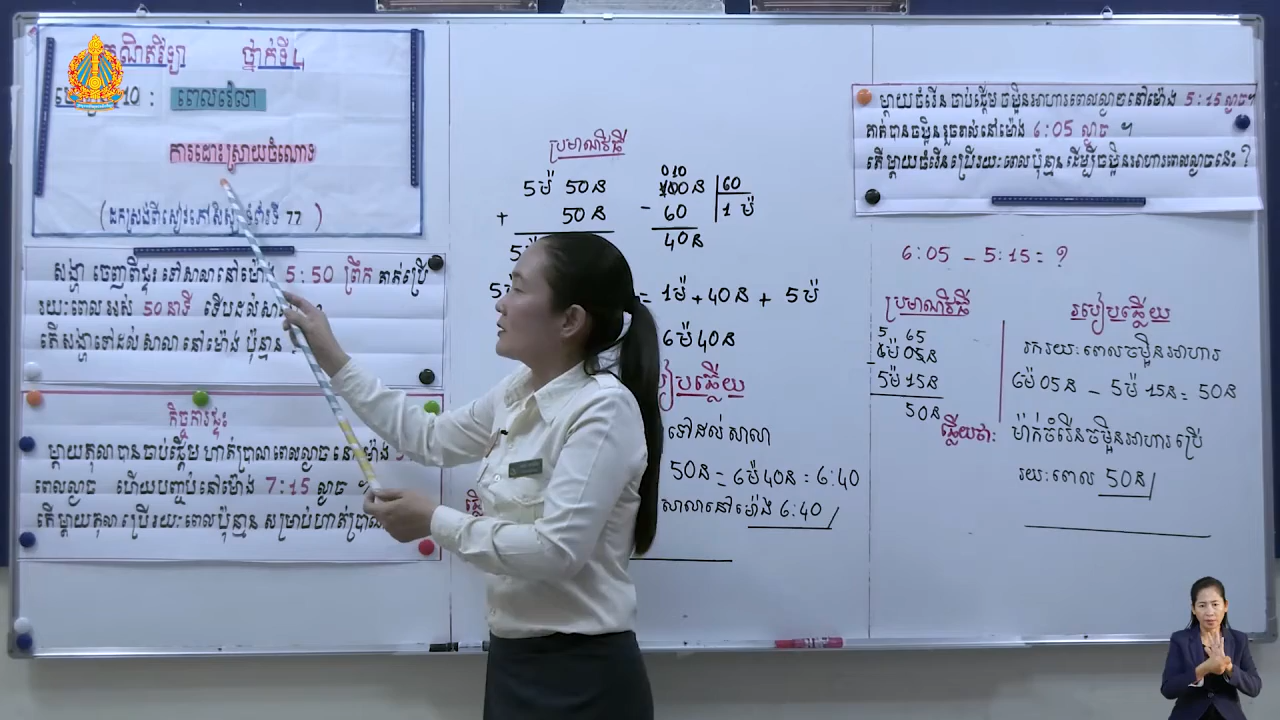 គណិតវិទ្យា ថ្នាក់ទី៤
10 : ពេលវេលា
ការដោះស្រាយចំណោទ
(ដកស្រង់ពីសៀវភៅសិស្ស ទំព័រទី 77 )
សង្ហា ចេញពីផ្ទះ ទៅសាលានៅម៉ោង 5:50 ព្រឹក គាត់ប្រើ
រយៈពេល អស់ 50 នាទី ទើបដល់សា
តើសង្ហាទៅដល់ សាលា នៅម៉ោង ប៉ុន្មាន ?
កិច្ចការផ្ទះ
ម្តាយតុលា បានចាប់ផ្តើម ហាត់ប្រាណ ពេលល្ងាច នៅម៉ោង
ពេលល្ងាច ហើយបញ្ចប់នៅម៉ោង 7:15 ល្ងាច ។
តើម្តាយតុលា ប្រើរយៈពេលប៉ុន្មាន សម្រាប់ហាត់ប្រា
ប្រមាណវិធី
5ម៉ 50ន
+ 50ន
5
5ម៉
010
100ន 60
- 60 1 ម៉
40ន
= 1ម៉ + 40ន + 5ម៉
6ម៉ 40ន
របៀបឆ្លើយ
ទៅដល់ សាលា
50ន = 6ម៉ 40ន = 6:40
សាលានៅម៉ោង 6:40
ម្តាយចំរើន ចាប់ផ្តើម ចម្អិនអាហារពេលល្ងាចនៅម៉ោង 5:15 ល្ងាច។
គាត់បានចម្អិនរួចរាល់នៅម៉ោង 6:05 ល្ងាច ។
តើ ម្តាយចំរើនប្រើរយៈពេល ប៉ុន្មាន ដើម្បីចម្អិនអាហារពេលល្ងាចនេះ ?
6:05 - 5:15 = ?
ប្រមាណវិធី
5 65
6ម៉ 05ន
- 5ម៉ 15ន
50ន
របៀបឆ្លើយ
រករយៈពេលចម្អិនអាហារ
6ម៉ 05ន - 5ម៉ 15ន = 50ន
ឆ្លើយថា: ម៉ាក់ចំរើនចម្អិនអាហារ ប្រើ
រយៈពេល 50ន